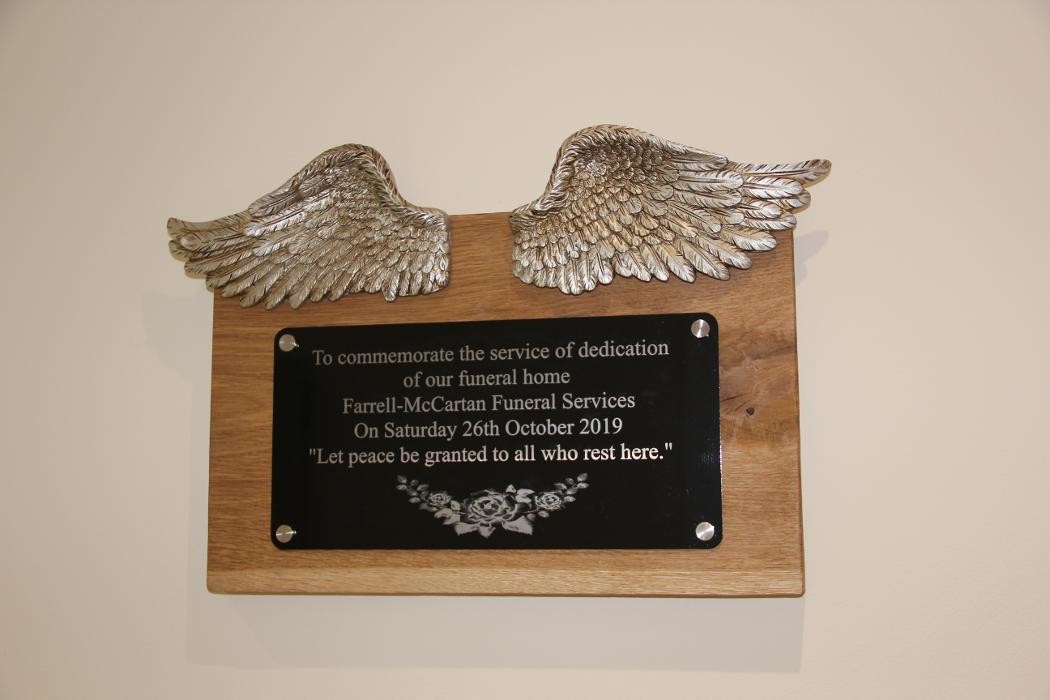 To commemorate the service of dedication
of our funeral home
Farrell-McCartan Funeral Services
On Saturday 26th October 2019
"Let peace be granted to all who rest here."